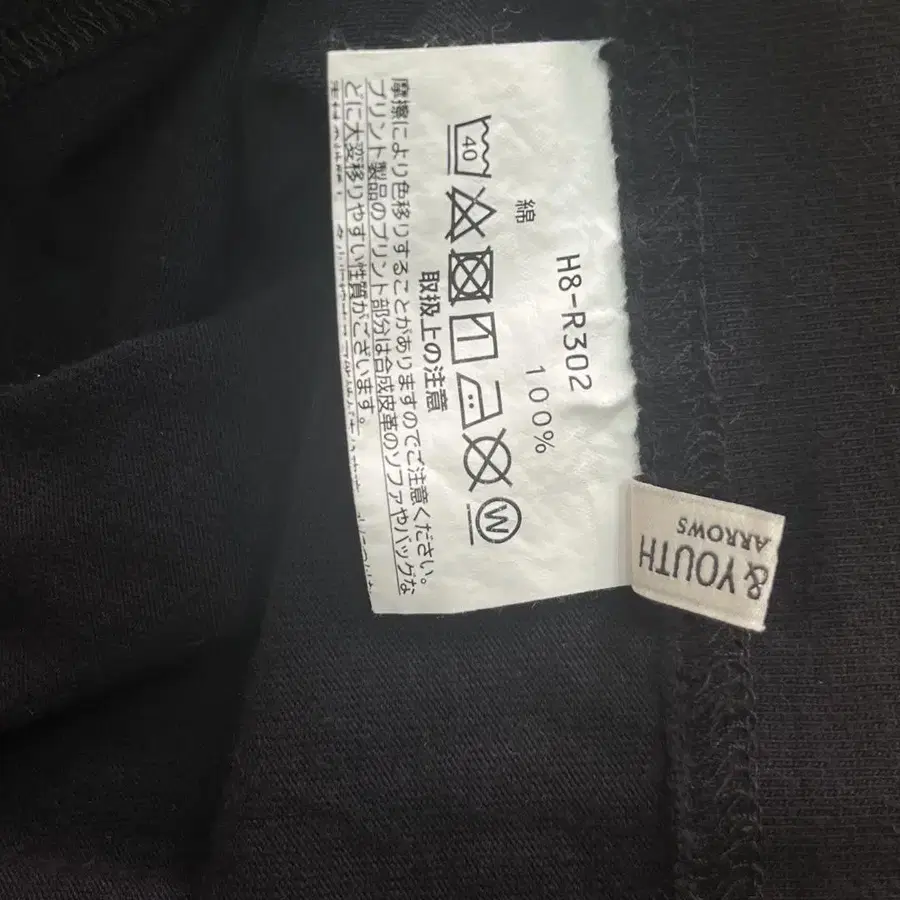 H8-R302
綿 100%
40 W
取扱上の注意
摩擦により色移りすることがありますのでご注意ください。
プリント製品のプリント部分は合成皮革のソファやバッグな
どに大変移りやすい性質がございます。
& YOUTH
ARROWS